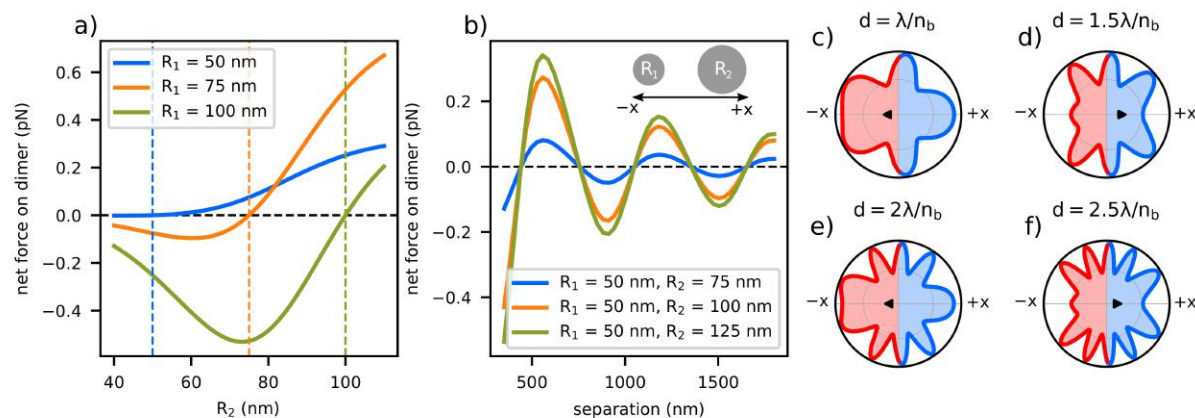 a)
net force on dimer (pN)
0.6
0.4
0.2
0.0
−0.2
−0.4
R₁ = 50 nm
R₁ = 75 nm
R₁ = 100 nm
40 60 80 100
R₂ (nm)
b)
net force on dimer (pN)
0.2
0.0
−0.2
−0.4
R₁ R₂
−x +x
R₁ = 50 nm, R₂ = 75 nm
R₁ = 50 nm, R₂ = 100 nm
R₁ = 50 nm, R₂ = 125 nm
500 1000 1500
separation (nm)
c) d = λ/n_b
−x +x
d) d = 1.5λ/n_b
−x +x
e) d = 2λ/n_b
−x +x
f) d = 2.5λ/n_b
−x +x